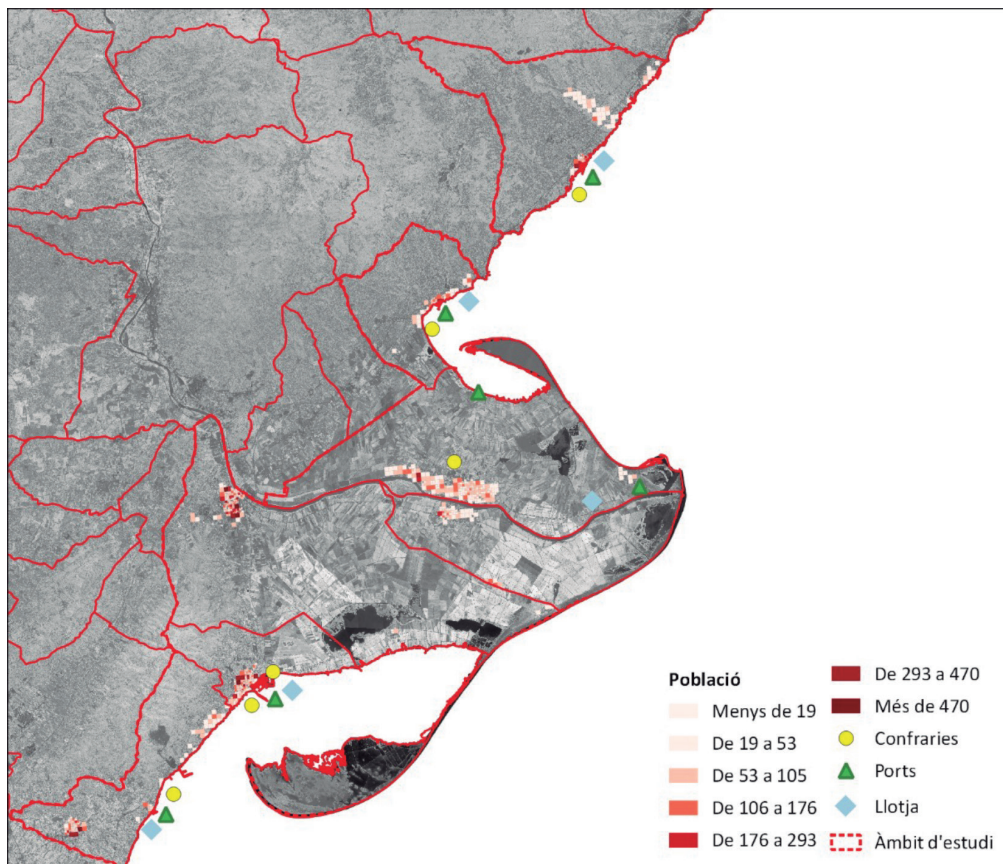 Població
Menys de 19
De 19 a 53
De 53 a 105
De 106 a 176
De 176 a 293
De 293 a 470
Més de 470
Confraries
Ports
Llotja
Àmbit d'estudi